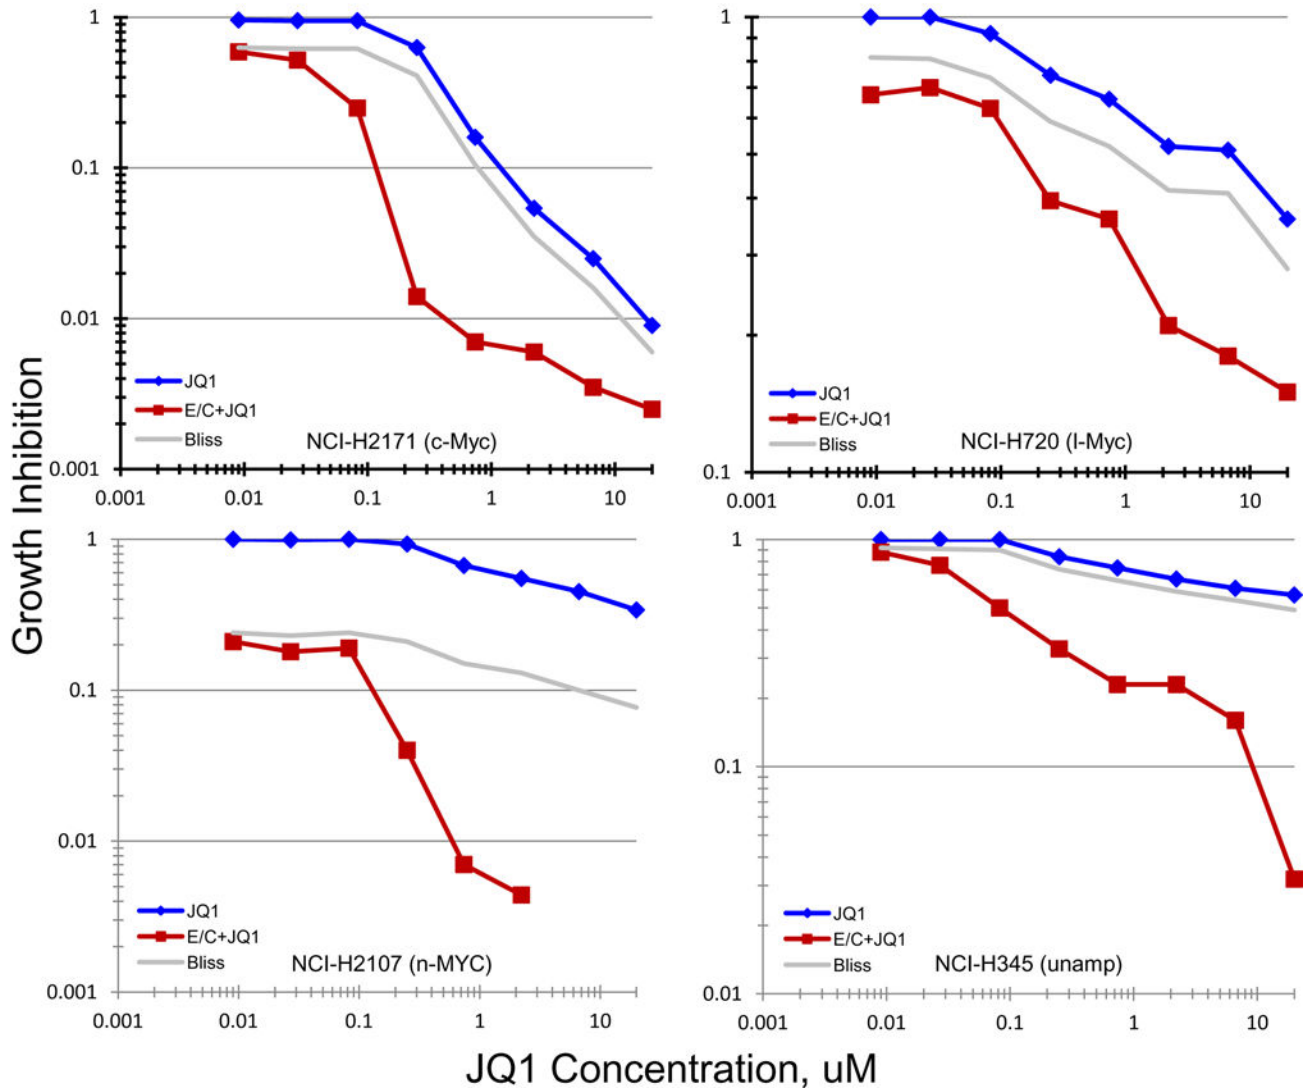 Growth Inhibition
1
0.1
0.01
0.001
0.001 0.01 0.1 1 10
JQ1
E/C+JQ1
Bliss
NCI-H2171 (c-Myc)
1
0.1
0.001 0.01 0.1 1 10
JQ1
E/C+JQ1
Bliss
NCI-H720 (l-Myc)
1
0.1
0.01
0.001
0.001 0.01 0.1 1 10
JQ1
E/C+JQ1
Bliss
NCI-H2107 (n-MYC)
1
0.1
0.01
0.001 0.01 0.1 1 10
JQ1
E/C+JQ1
Bliss
NCI-H345 (unamp)
JQ1 Concentration, uM